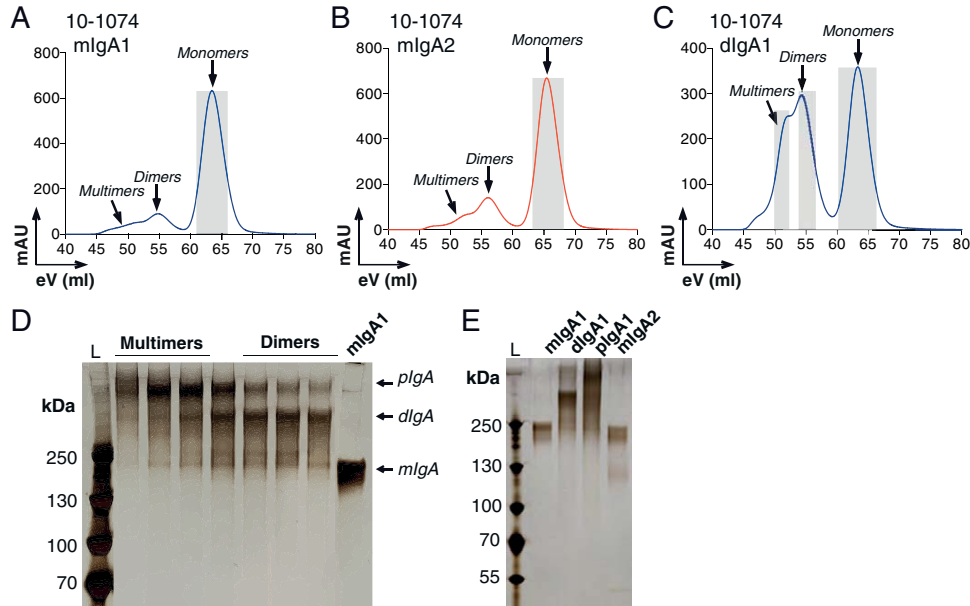 A
10-1074
mIgA1
Monomers
Dimers
Multimers
800
600
400
200
0
40 45 50 55 60 65 70 75 80
mAU
eV (ml)
B
10-1074
mIgA2
Monomers
Dimers
Multimers
800
600
400
200
0
40 45 50 55 60 65 70 75 80
mAU
eV (ml)
C
10-1074
dIgA1
Monomers
Dimers
Multimers
400
300
200
100
0
40 45 50 55 60 65 70 75 80
mAU
eV (ml)
D
L
Multimers
Dimers
mIgA1
kDa
250
130
100
70
pIgA
dIgA
mIgA
E
L
mIgA1
dIgA1
pIgA1
mIgA2
kDa
250
130
100
70
55